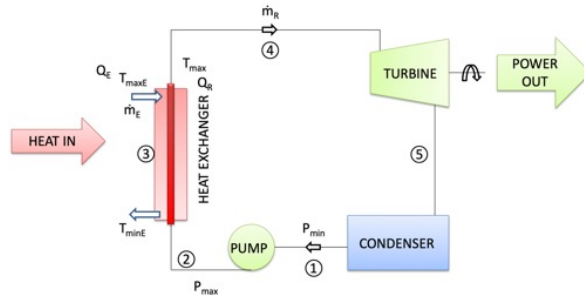 ṁR
④
QE
TmaxE
Tmax
QR
ṁE
TURBINE
POWER
OUT
HEAT IN
③
HEAT EXCHANGER
⑤
TminE
Pmin
PUMP
CONDENSER
②
①
Pmax